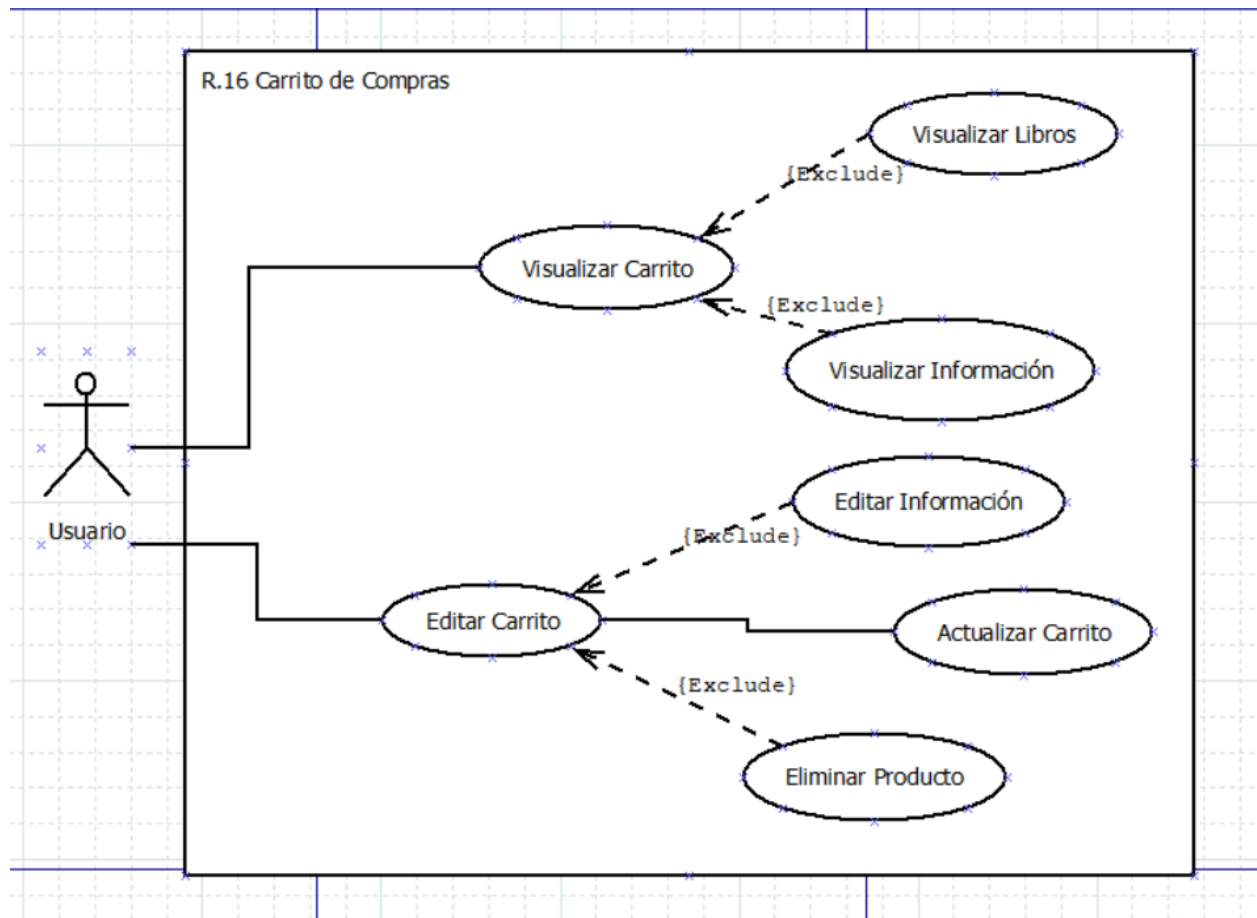 R.16 Carrito de Compras
Visualizar Libros
{Exclude}
Visualizar Carrito
{Exclude}
Visualizar Información
Editar Información
{Exclude}
Usuario
Editar Carrito
Actualizar Carrito
{Exclude}
Eliminar Producto